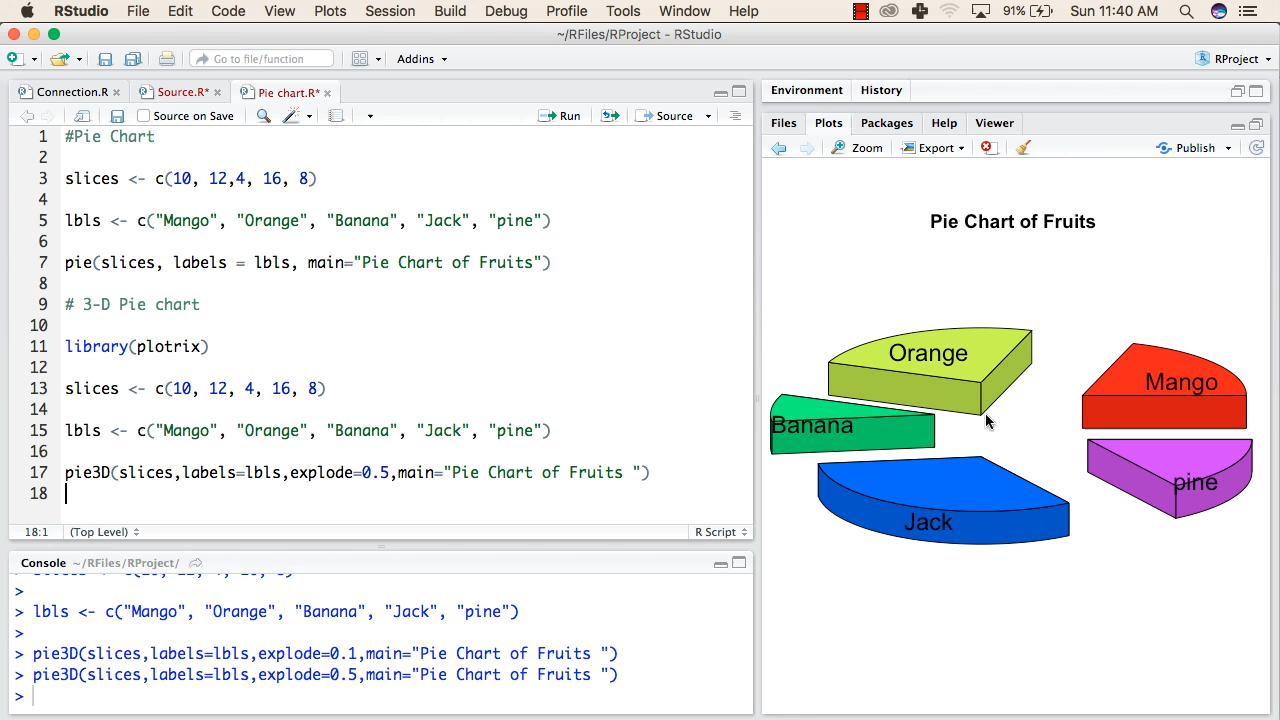 RStudio File Edit Code View Plots Session Build Debug Profile Tools Window Help 91% Sun 11:40 AM
~/RFiles/RProject - RStudio
Go to file/function Addins RProject
Connection.R Source.R* Pie chart.R*
Source on Save Run Source
1 #Pie Chart
2
3 slices <- c(10, 12,4, 16, 8)
4
5 lbls <- c("Mango", "Orange", "Banana", "Jack", "pine")
6
7 pie(slices, labels = lbls, main="Pie Chart of Fruits")
8
9 # 3-D Pie chart
10
11 library(plotrix)
12
13 slices <- c(10, 12, 4, 16, 8)
14
15 lbls <- c("Mango", "Orange", "Banana", "Jack", "pine")
16
17 pie3D(slices,labels=lbls,explode=0.5,main="Pie Chart of Fruits ")
18
18:1 (Top Level) R Script
Console ~/RFiles/RProject/
>
> lbls <- c("Mango", "Orange", "Banana", "Jack", "pine")
>
> pie3D(slices,labels=lbls,explode=0.1,main="Pie Chart of Fruits ")
> pie3D(slices,labels=lbls,explode=0.5,main="Pie Chart of Fruits ")
>
Environment History
Files Plots Packages Help Viewer
Zoom Export Publish
Pie Chart of Fruits
Orange
Mango
Banana
pine
Jack